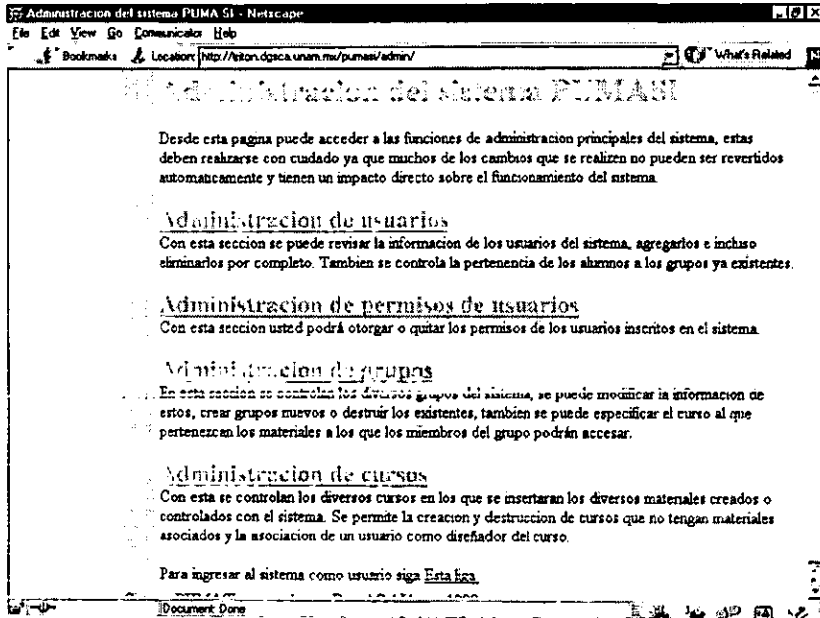 Administracion del sistema PUMA SI - Netscape
File Edit View Go Communicator Help
Bookmarks Location: http://triton.dgsca.unam.mx/pumasi/admin/ What's Related
Administracion del sistema PUMASI
Desde esta pagina puede acceder a las funciones de administracion principales del sistema, estas
deben realizarse con cuidado ya que muchos de los cambios que se realizen no pueden ser revertidos
automaticamente y tienen un impacto directo sobre el funcionamiento del sistema.
Administracion de usuarios
Con esta seccion se puede revisar la informacion de los usuarios del sistema, agregarlos e incluso
eliminarlos por completo. Tambien se controla la pertenencia de los alumnos a los grupos ya existentes.
Administracion de permisos de usuarios
Con esta seccion usted podrá otorgar o quitar los permisos de los usuarios inscritos en el sistema.
Administracion de grupos
En esta seccion se controlan los diversos grupos del sistema, se puede modificar la informacion de
estos, crear grupos nuevos o destruir los existentes, tambien se puede especificar el curso al que
pertenezcan los materiales a los que los miembros del grupo podrán accesar.
Administracion de cursos
Con esta se controlan los diversos cursos en los que se insertaran los diversos materiales creados o
controlados con el sistema. Se permite la creacion y destruccion de cursos que no tengan materiales
asociados y la asociacion de un usuario como diseñador del curso.
Para ingresar al sistema como usuario siga Esta liga
Document: Done